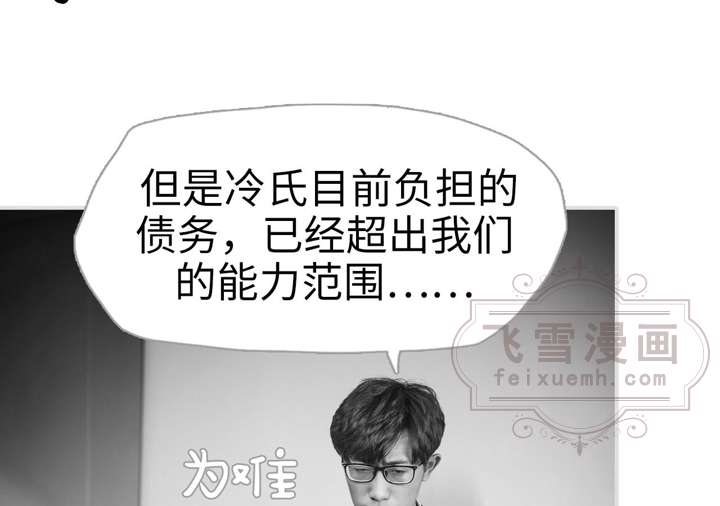 但是冷氏目前负担的
债务，已经超出我们
的能力范围……
飞雪漫画
feixuemh.com
为难